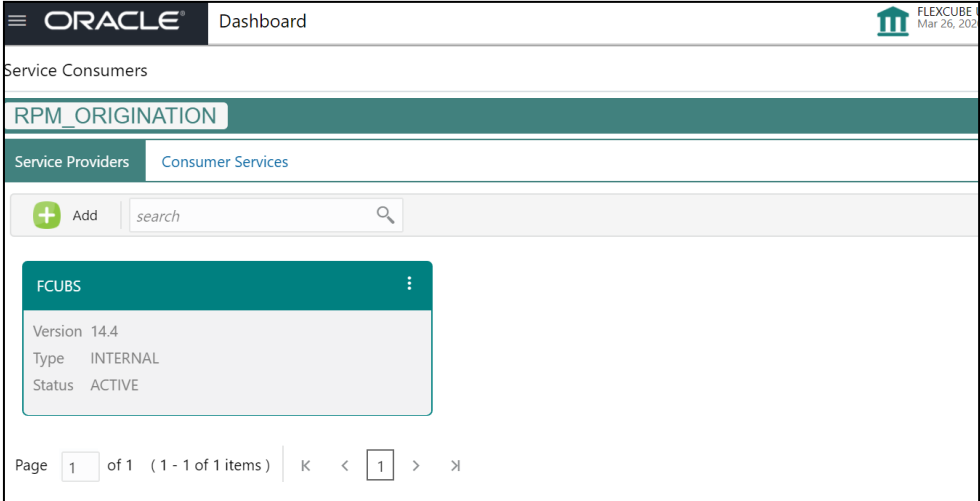 ORACLE® Dashboard FLEXCUBE
Mar 26, 202
Service Consumers
RPM_ORIGINATION
Service Providers Consumer Services
Add search
FCUBS
Version 14.4
Type INTERNAL
Status ACTIVE
Page 1 of 1 ( 1 - 1 of 1 items ) 1